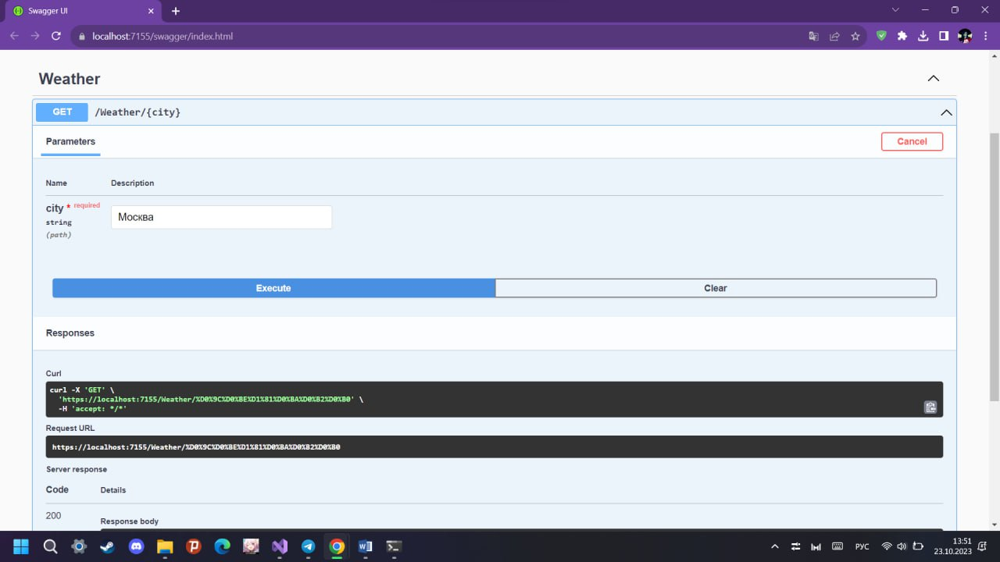 Swagger UI
localhost:7155/swagger/index.html
Weather
GET /Weather/{city}
Parameters
Cancel
Name Description
city * required
string
(path)
Москва
Execute
Clear
Responses
Curl
curl -X 'GET' \
'https://localhost:7155/Weather/%D0%9C%D0%BE%D1%81%D0%BA%D0%B2%D0%B0' \
-H 'accept: */*'
Request URL
https://localhost:7155/Weather/%D0%9C%D0%BE%D1%81%D0%BA%D0%B2%D0%B0
Server response
Code Details
200
Response body
РУС
13:51
23.10.2023